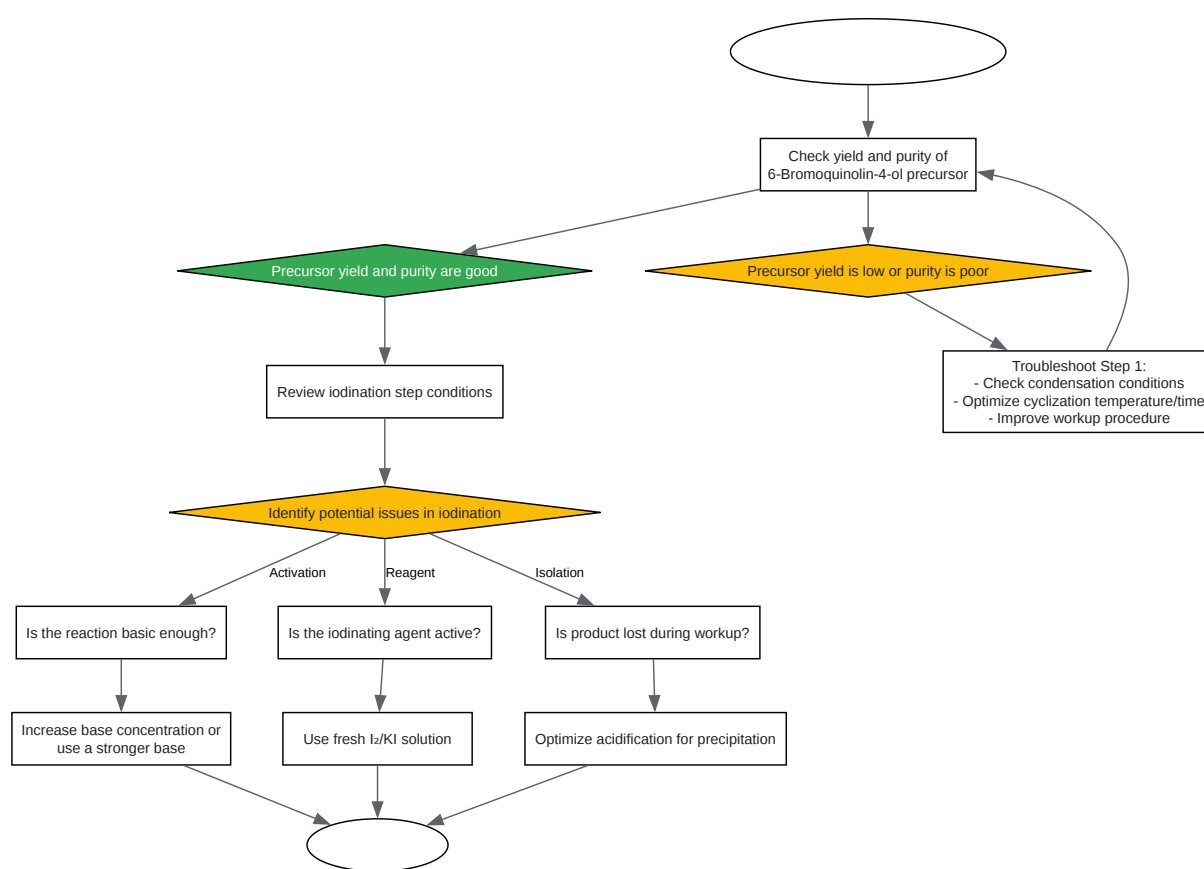 Check yield and purity of
6-Bromoquinolin-4-ol precursor
Precursor yield and purity are good
Precursor yield is low or purity is poor
Troubleshoot Step 1:
- Check condensation conditions
- Optimize cyclization temperature/time
- Improve workup procedure
Review iodination step conditions
Identify potential issues in iodination
Activation
Reagent
Isolation
Is the reaction basic enough?
Is the iodinating agent active?
Is product lost during workup?
Increase base concentration or
use a stronger base
Use fresh I₂/KI solution
Optimize acidification for precipitation